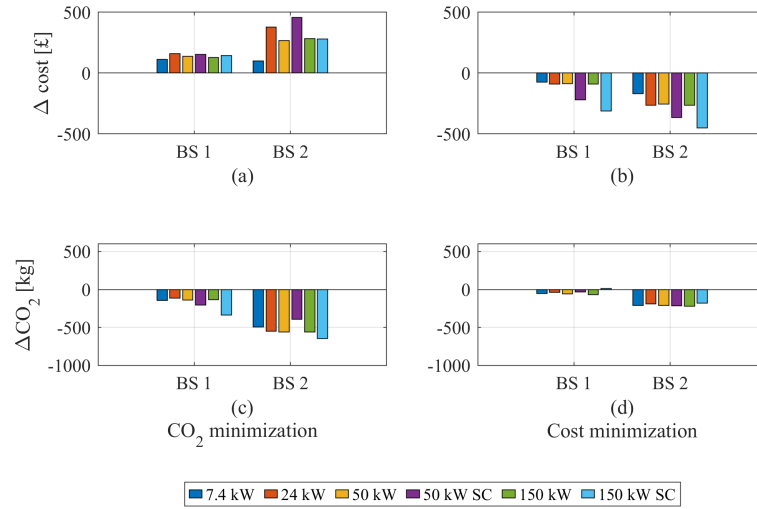 500
0
-500
Δ cost [£]
BS 1
BS 2
(a)
500
0
-500
BS 1
BS 2
(b)
500
0
-500
-1000
ΔCO2 [kg]
BS 1
BS 2
(c)
CO2 minimization
500
0
-500
-1000
BS 1
BS 2
(d)
Cost minimization
7.4 kW 24 kW 50 kW 50 kW SC 150 kW 150 kW SC